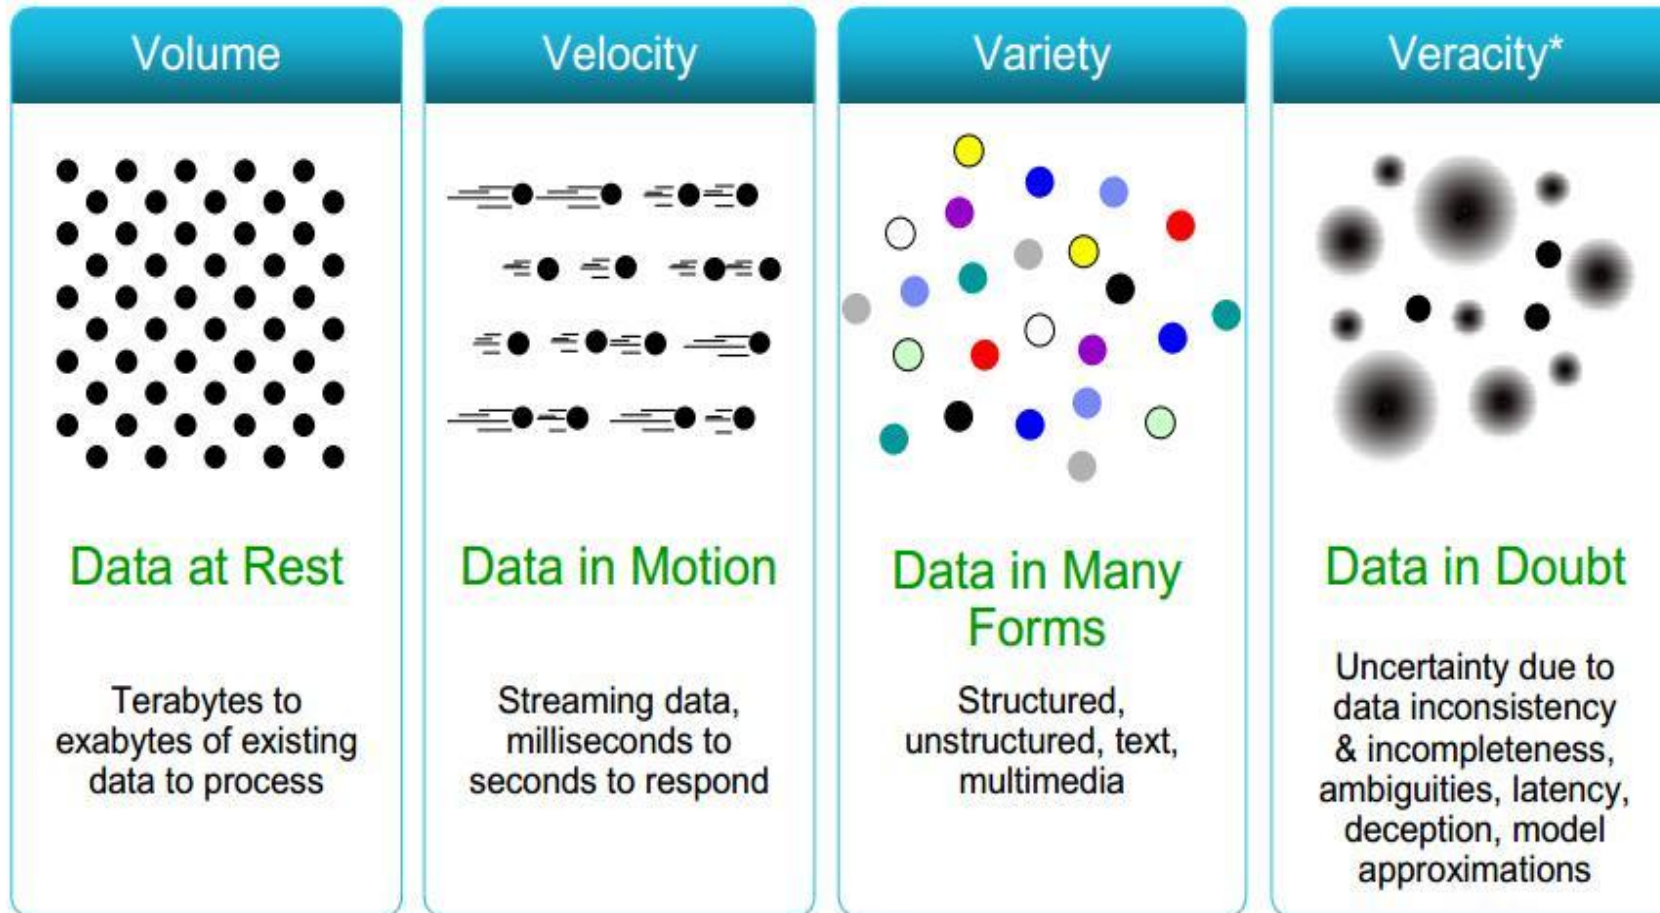 Volume
Data at Rest
Terabytes to
exabytes of existing
data to process
Velocity
Data in Motion
Streaming data,
milliseconds to
seconds to respond
Variety
Data in Many
Forms
Structured,
unstructured, text,
multimedia
Veracity*
Data in Doubt
Uncertainty due to
data inconsistency
& incompleteness,
ambiguities, latency,
deception, model
approximations